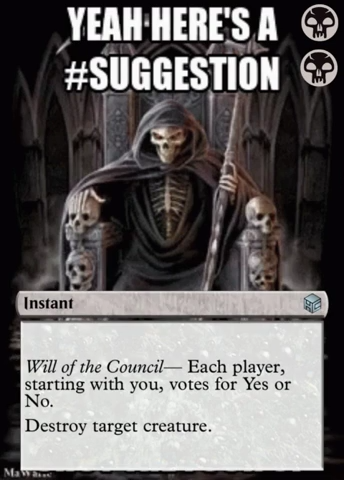 YEAH HERE'S A
#SUGGESTION
Instant
Will of the Council— Each player,
starting with you, votes for Yes or
No.
Destroy target creature.